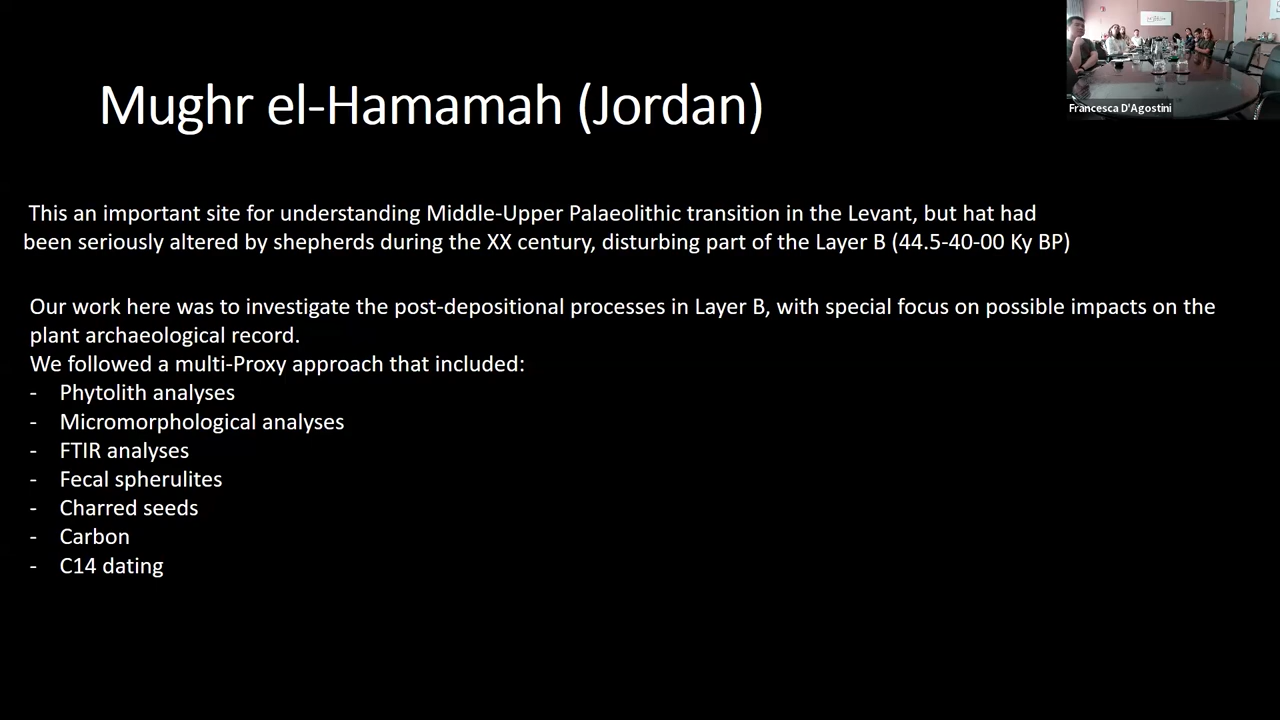 Mughr el-Hamamah (Jordan)
Francesca D'Agostini
This an important site for understanding Middle-Upper Palaeolithic transition in the Levant, but hat had
been seriously altered by shepherds during the XX century, disturbing part of the Layer B (44.5-40-00 Ky BP)
Our work here was to investigate the post-depositional processes in Layer B, with special focus on possible impacts on the
plant archaeological record.
We followed a multi-Proxy approach that included:
- Phytolith analyses
- Micromorphological analyses
- FTIR analyses
- Fecal spherulites
- Charred seeds
- Carbon
- C14 dating